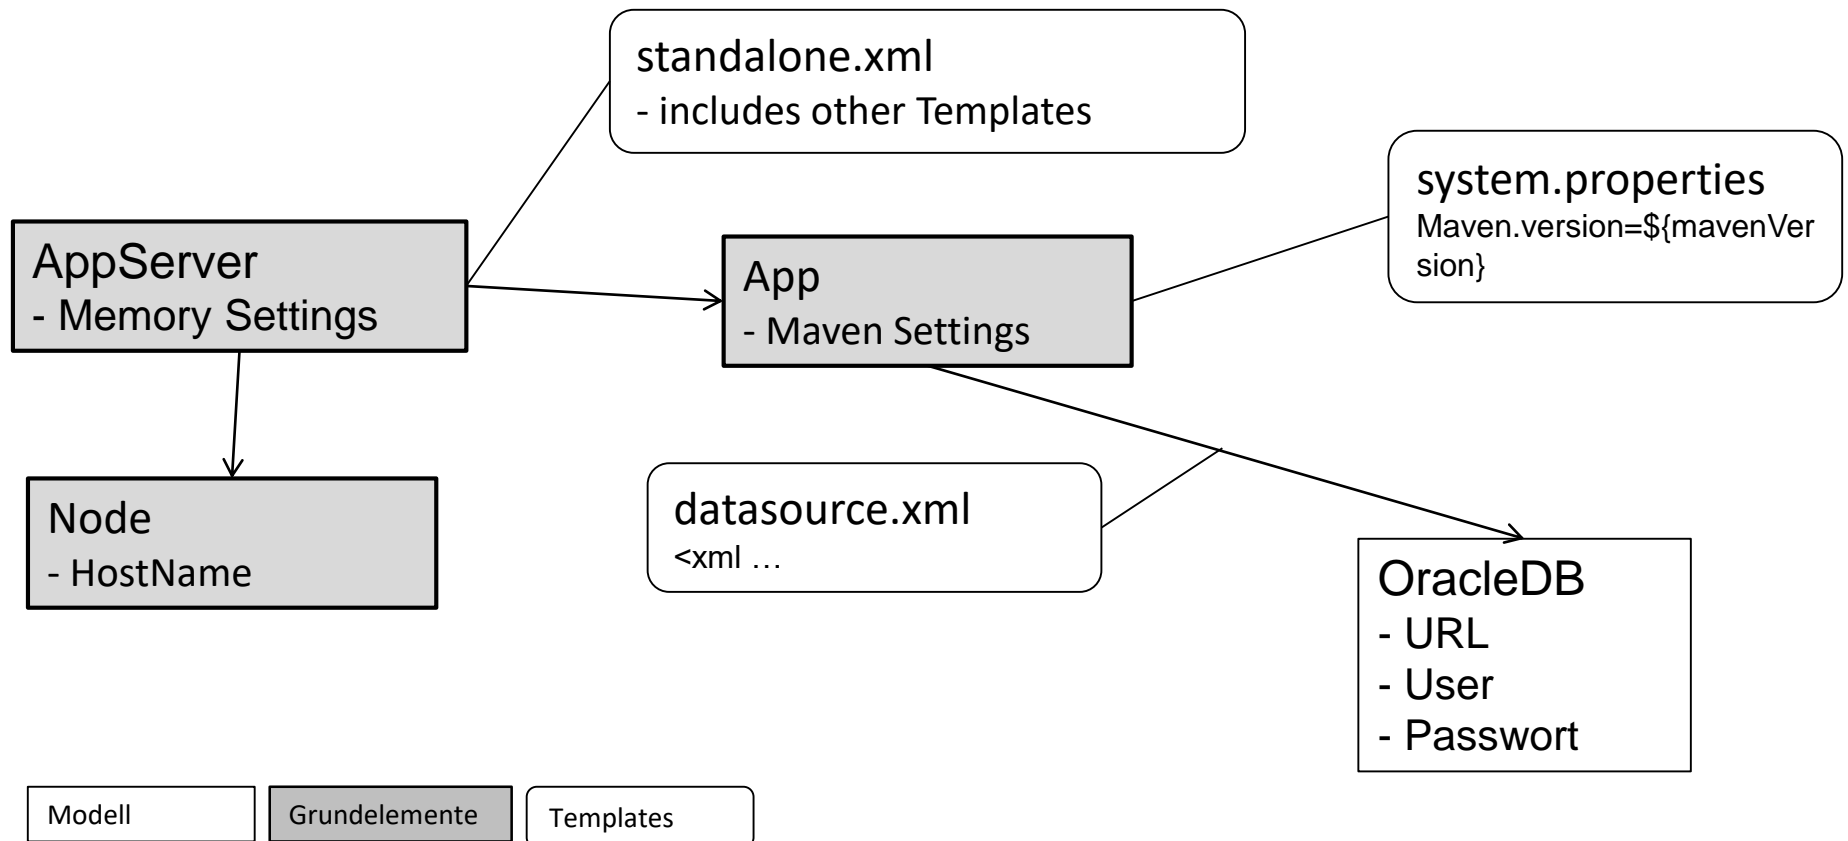 standalone.xml
- includes other Templates
system.properties
Maven.version=${mavenVer
sion}
AppServer
- Memory Settings
App
- Maven Settings
Node
- HostName
datasource.xml
<xml …
OracleDB
- URL
- User
- Passwort
Modell
Grundelemente
Templates